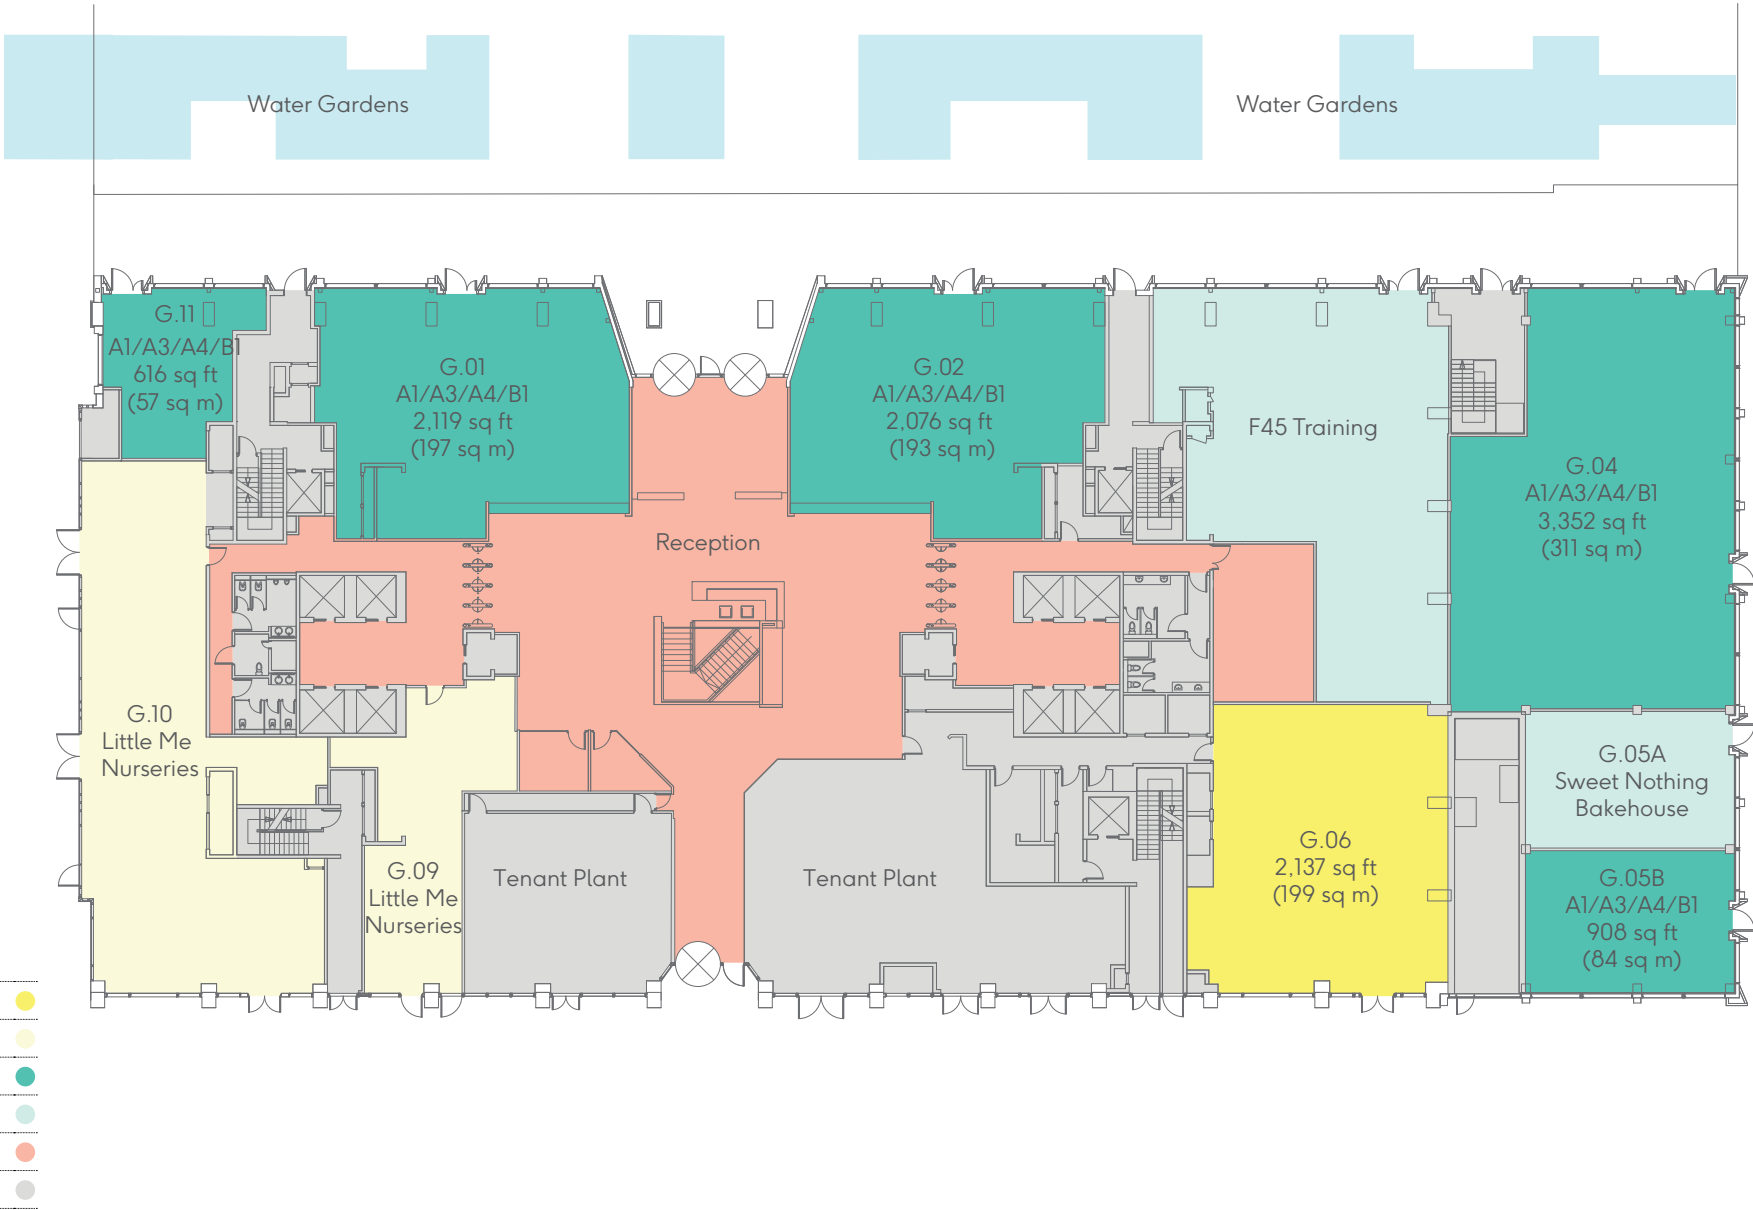 Water Gardens
Water Gardens
G.11
A1/A3/A4/B1
616 sq ft
(57 sq m)
G.01
A1/A3/A4/B1
2,119 sq ft
(197 sq m)
G.02
A1/A3/A4/B1
2,076 sq ft
(193 sq m)
F45 Training
G.04
A1/A3/A4/B1
3,352 sq ft
(311 sq m)
Reception
G.10
Little Me
Nurseries
G.05A
Sweet Nothing
Bakehouse
G.09
Little Me
Nurseries
Tenant Plant
Tenant Plant
G.06
2,137 sq ft
(199 sq m)
G.05B
A1/A3/A4/B1
908 sq ft
(84 sq m)